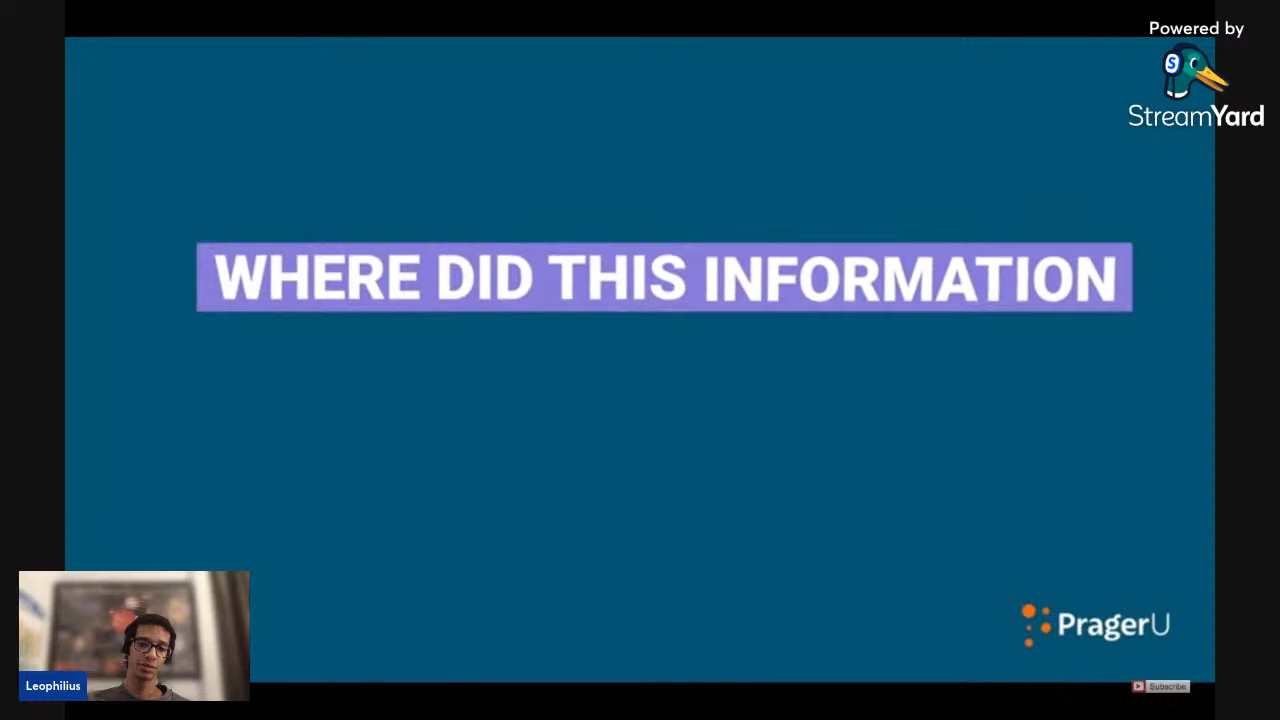 Powered by
S
StreamYard
WHERE DID THIS INFORMATION
PragerU
Leophilius
Subscribe